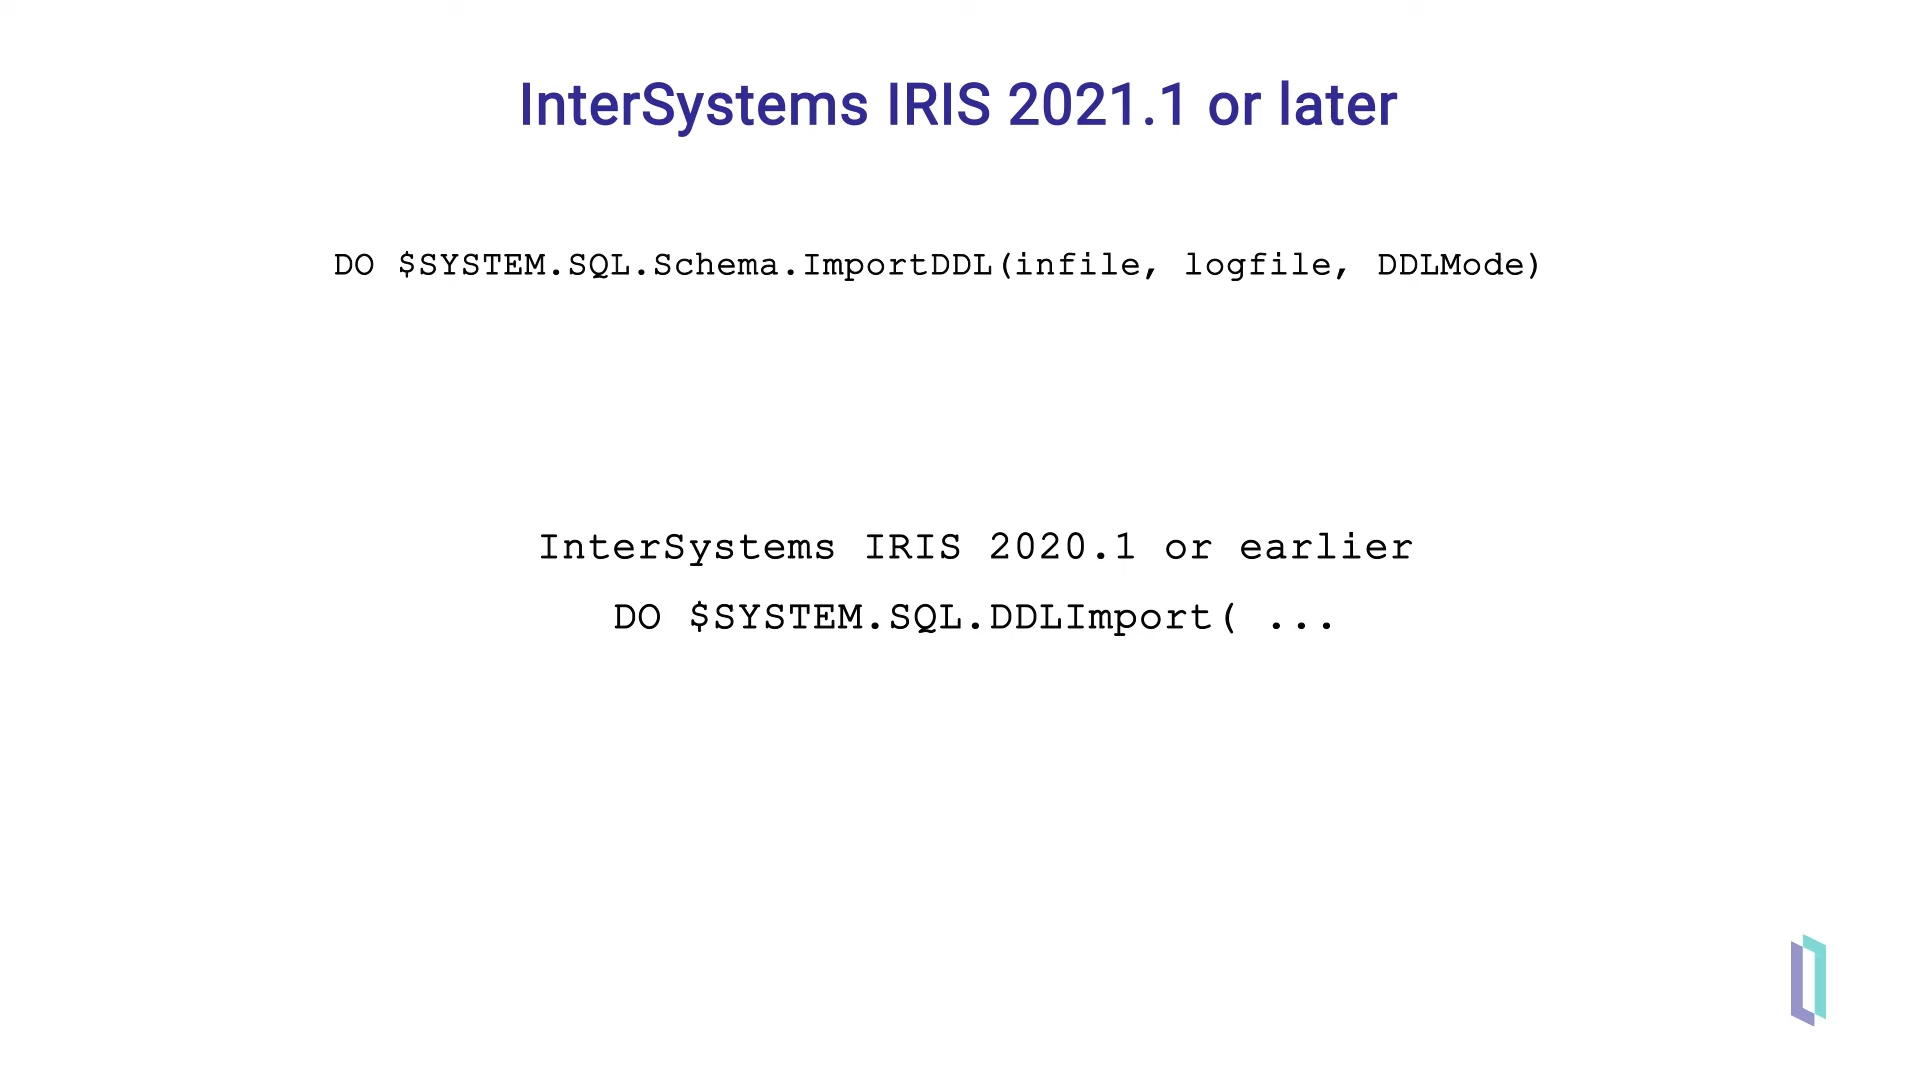 InterSystems IRIS 2021.1 or later
DO $SYSTEM.SQL.Schema.ImportDDL(infile, logfile, DDLMode)
InterSystems IRIS 2020.1 or earlier
DO $SYSTEM.SQL.DDLImport( ...